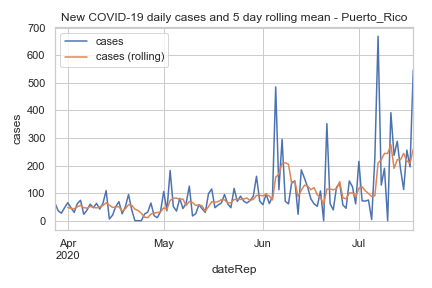 New COVID-19 daily cases and 5 day rolling mean - Puerto_Rico
cases
cases (rolling)
700
600
500
400
300
200
100
0
cases
Apr
2020
May
Jun
Jul
dateRep